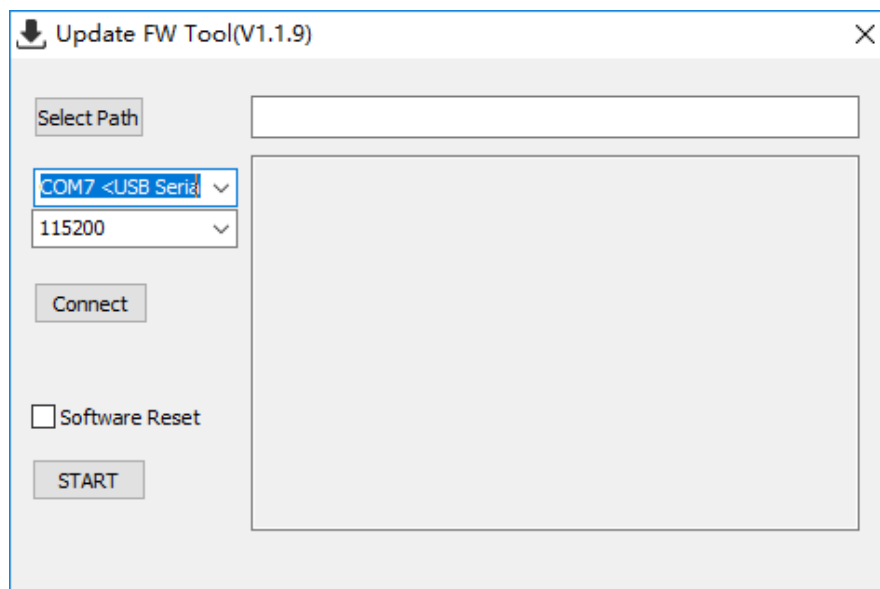 Update FW Tool(V1.1.9)
Select Path
COM7 <USB Seria
115200
Connect
Software Reset
START